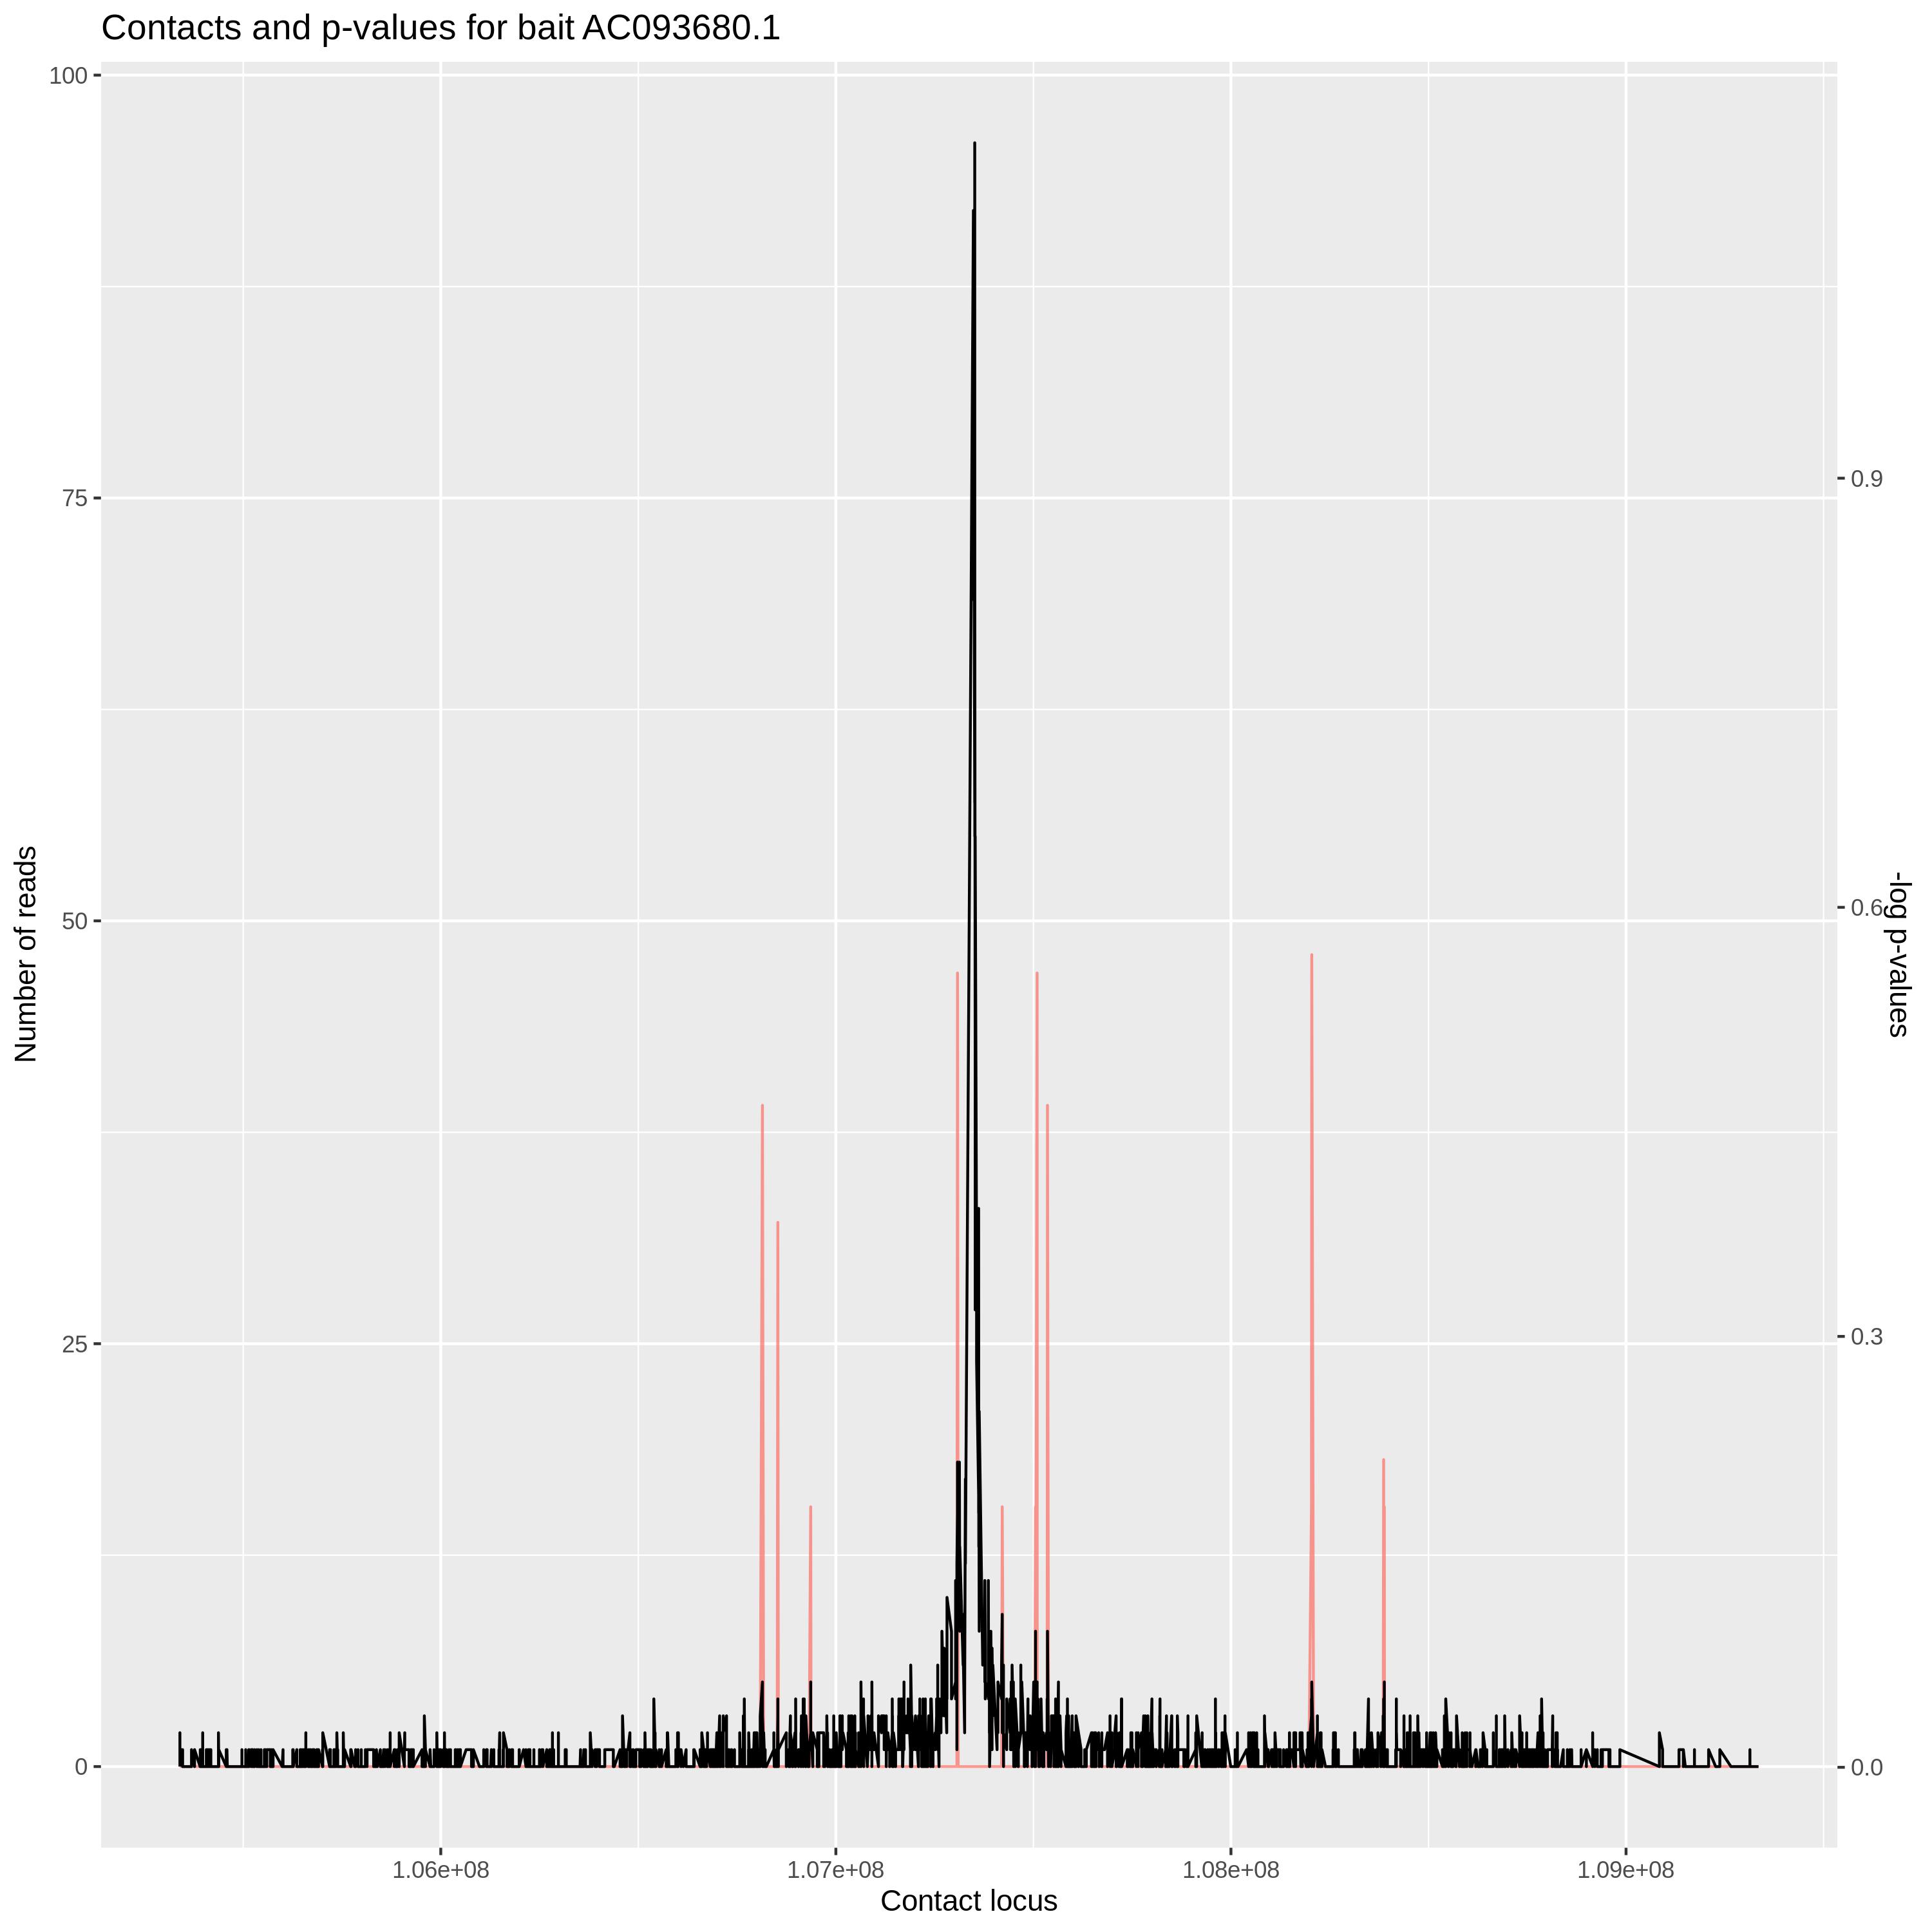 Contacts and p-values for bait AC093680.1
100
75
50
25
0
Number of reads
0.9
0.6
0.3
0.0
-log p-values
1.06e+08
1.07e+08
1.08e+08
1.09e+08
Contact locus